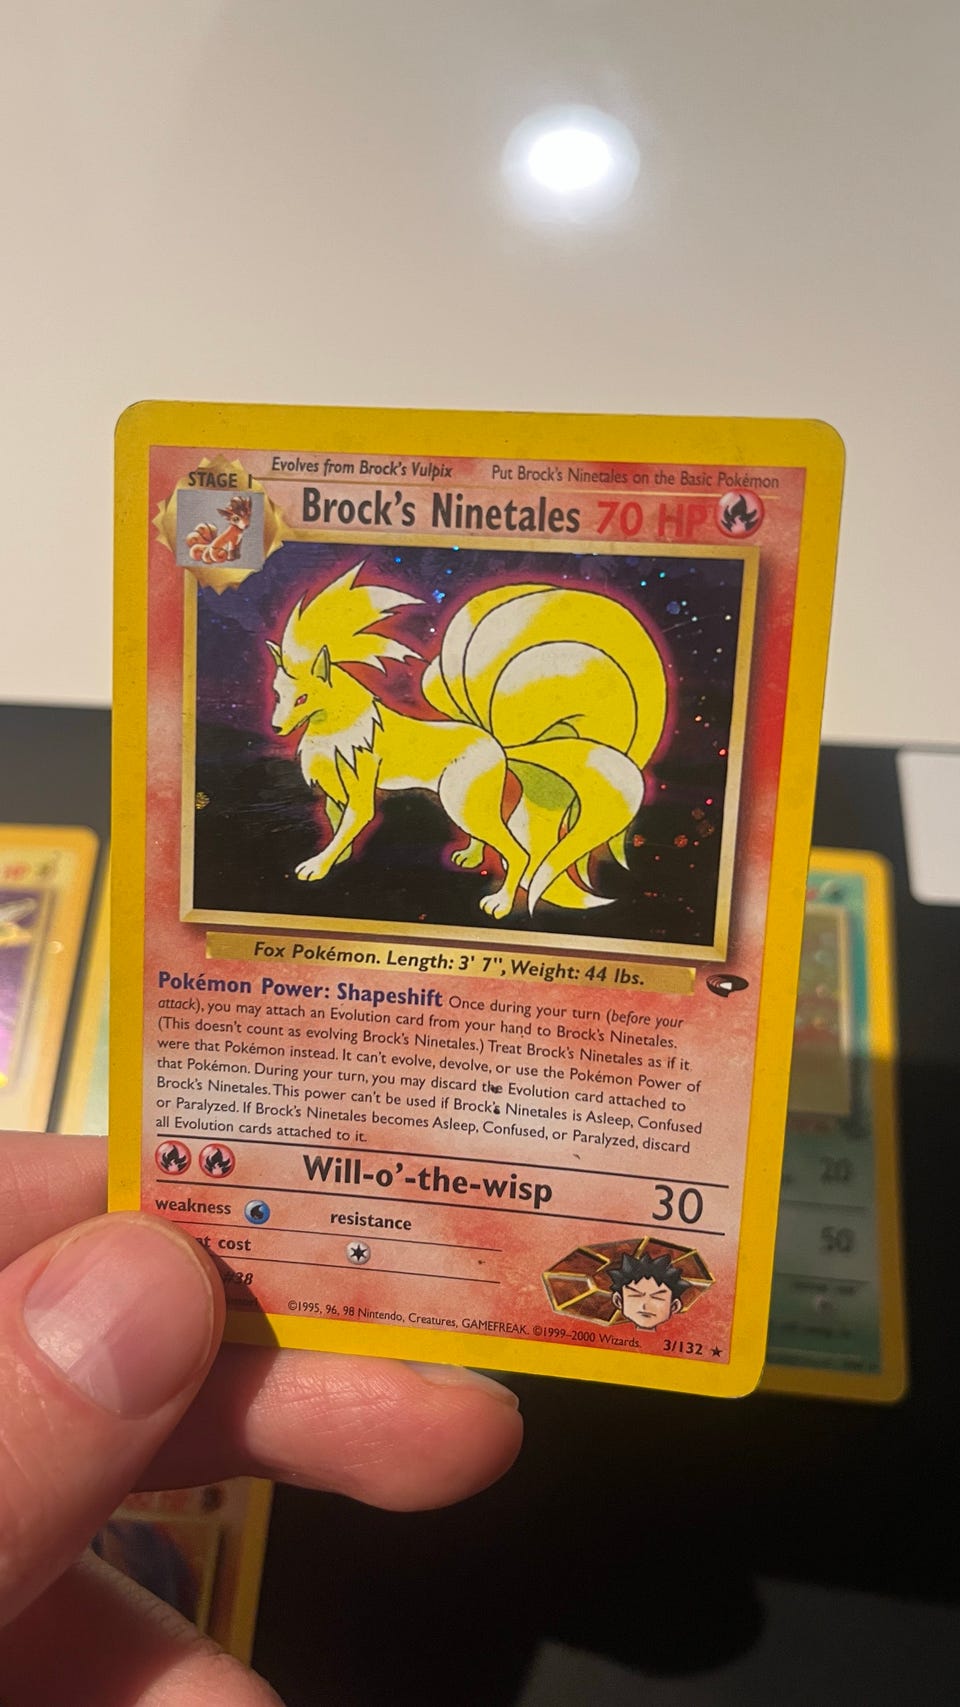 Evolves from Brock's Vulpix Put Brock's Ninetales on the Basic Pokémon
STAGE 1
Brock's Ninetales 70 HP
Fox Pokémon. Length: 3' 7", Weight: 44 lbs.
Pokémon Power: Shapeshift Once during your turn (before your
attack), you may attach an Evolution card from your hand to Brock's Ninetales.
(This doesn't count as evolving Brock's Ninetales.) Treat Brock's Ninetales as if it
were that Pokémon instead. It can't evolve, devolve, or use the Pokémon Power of
that Pokémon. During your turn, you may discard the Evolution card attached to
Brock's Ninetales. This power can't be used if Brock's Ninetales is Asleep, Confused
or Paralyzed. If Brock's Ninetales becomes Asleep, Confused, or Paralyzed, discard
all Evolution cards attached to it.
Will-o'-the-wisp 30
weakness resistance
cost
#38
©1995, 96, 98 Nintendo, Creatures, GAMEFREAK. ©1999-2000 Wizards. 3/132 ★
20
50